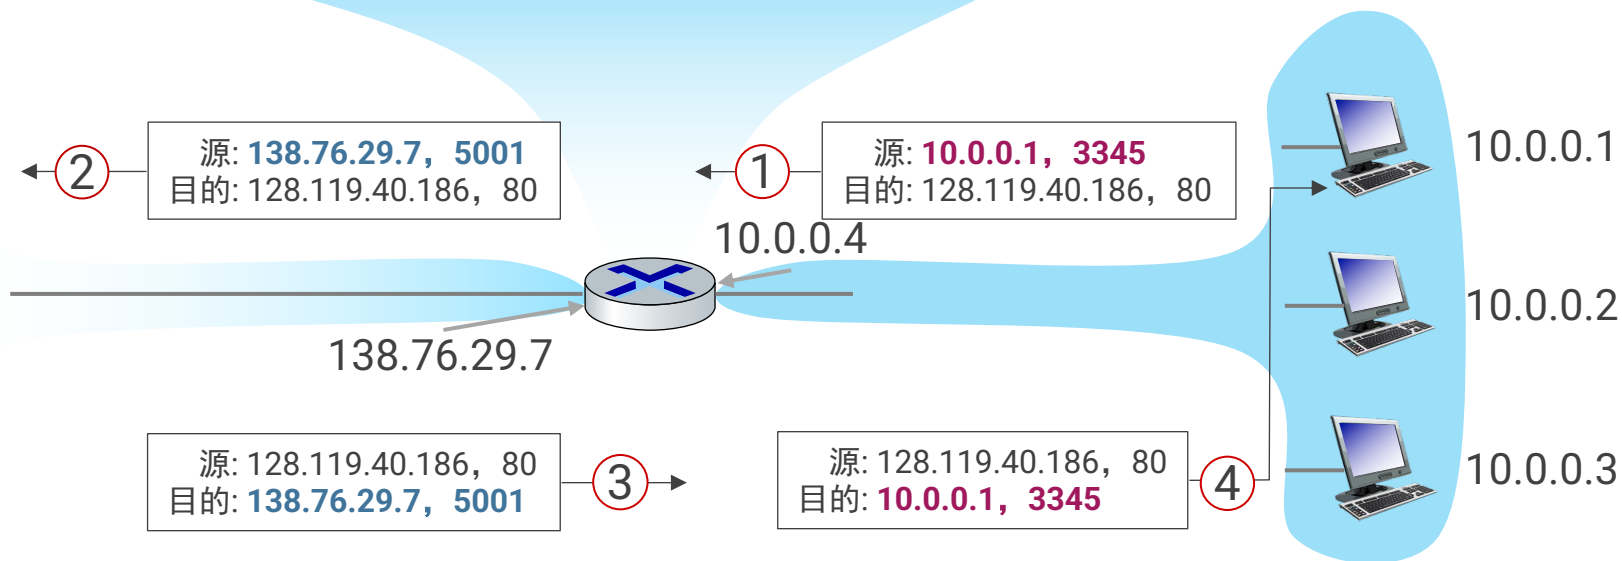 源: 138.76.29.7， 5001
目的: 128.119.40.186， 80
2
源: 10.0.0.1， 3345
目的: 128.119.40.186， 80
1
10.0.0.1
10.0.0.4
138.76.29.7
10.0.0.2
源: 128.119.40.186， 80
目的: 138.76.29.7， 5001
3
源: 128.119.40.186， 80
目的: 10.0.0.1， 3345
4
10.0.0.3